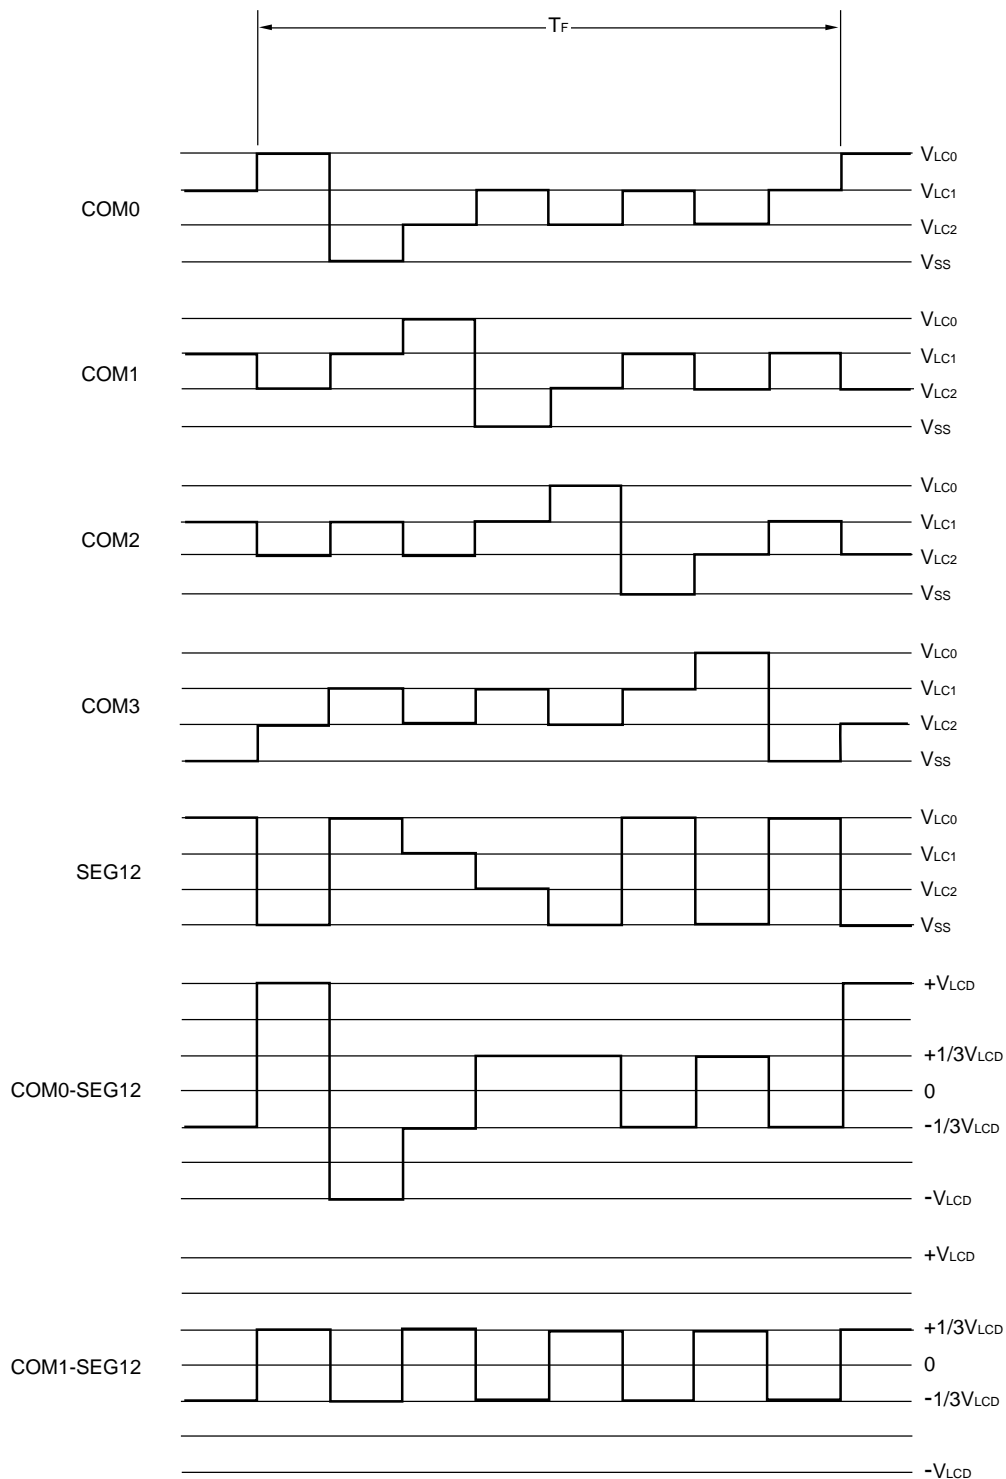 TF
COM0
VLC0
VLC1
VLC2
VSS
COM1
VLC0
VLC1
VLC2
VSS
COM2
VLC0
VLC1
VLC2
VSS
COM3
VLC0
VLC1
VLC2
VSS
SEG12
VLC0
VLC1
VLC2
VSS
COM0-SEG12
+VLCD
+1/3VLCD
0
-1/3VLCD
-VLCD
COM1-SEG12
+VLCD
+1/3VLCD
0
-1/3VLCD
-VLCD